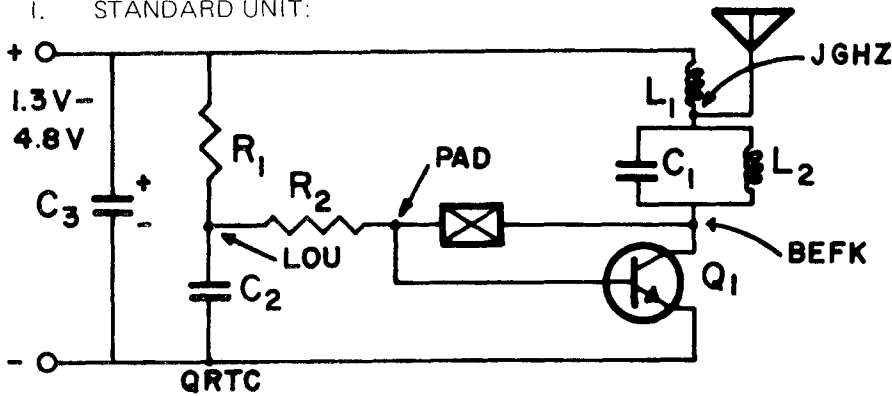 I. STANDARD UNIT:
+
JGHZ
1.3V-
4.8V
L1
R1
PAD
C1
L2
R2
C3
+
-
LOU
BEFK
C2
Q1
-
QRTC